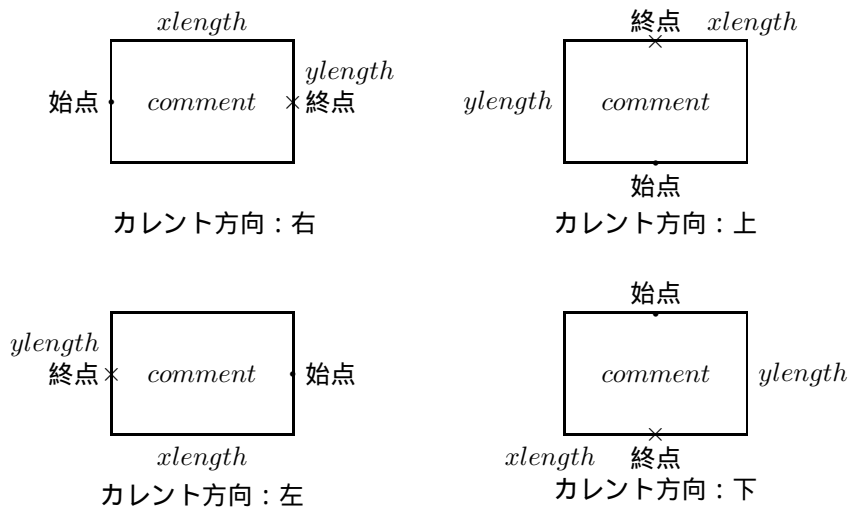 xlength
ylength
始点 comment 終点
カレント方向：右
終点 xlength
ylength comment
始点
カレント方向：上
ylength
終点 comment 始点
xlength
カレント方向：左
始点
comment ylength
xlength 終点
カレント方向：下